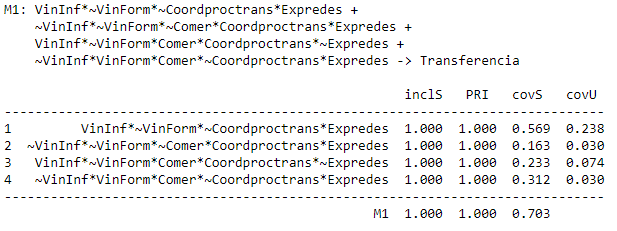 M1: VinInf*~VinForm*~Coordproctrans*Expredes +
~VinInf*~VinForm*~Comer*Coordproctrans*Expredes +
VinInf*~VinForm*Comer*Coordproctrans*~Expredes +
~VinInf*VinForm*Comer*~Coordproctrans*Expredes -> Transferencia
inclS PRI covS covU
-----------------------------------------------------------------------------
1 VinInf*~VinForm*~Coordproctrans*Expredes 1.000 1.000 0.569 0.238
2 ~VinInf*~VinForm*~Comer*Coordproctrans*Expredes 1.000 1.000 0.163 0.030
3 VinInf*~VinForm*Comer*Coordproctrans*~Expredes 1.000 1.000 0.233 0.074
4 ~VinInf*VinForm*Comer*~Coordproctrans*Expredes 1.000 1.000 0.312 0.030
-----------------------------------------------------------------------------
M1 1.000 1.000 0.703